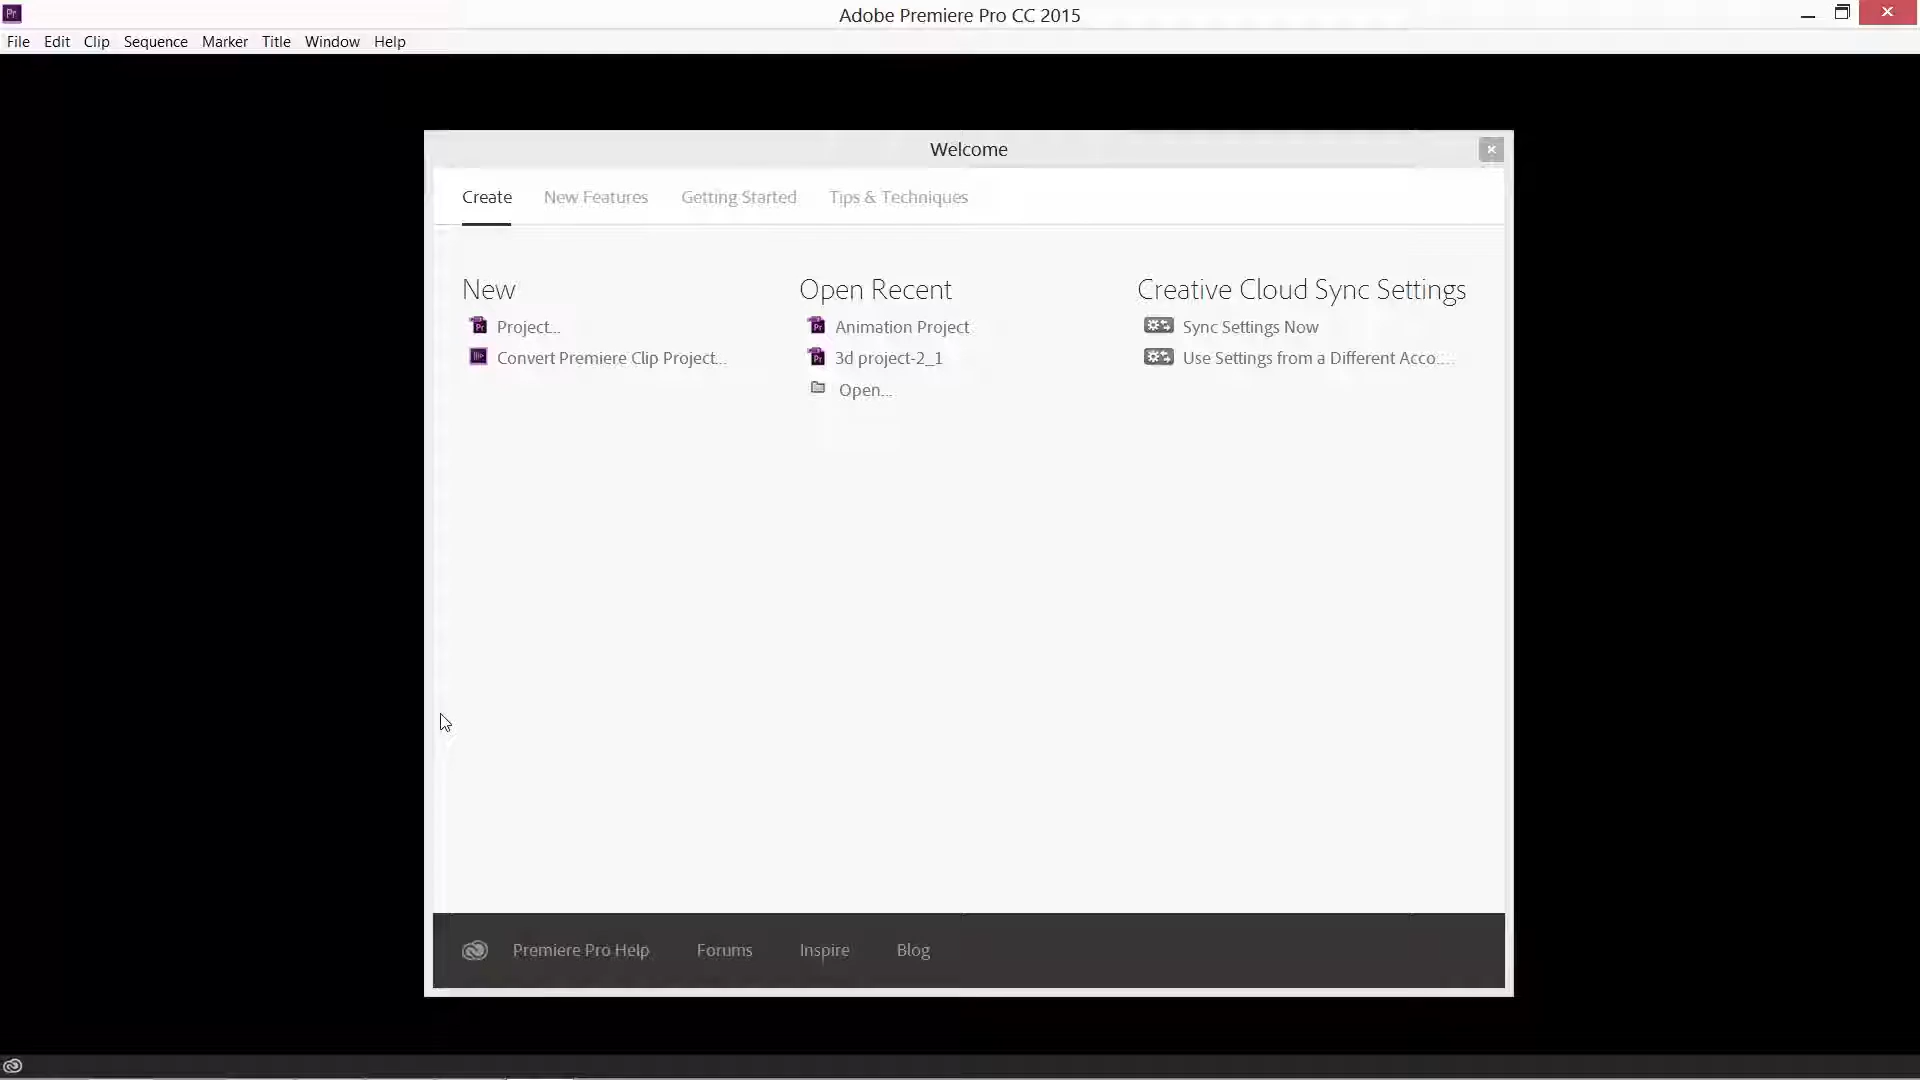 Adobe Premiere Pro CC 2015
File Edit Clip Sequence Marker Title Window Help
Welcome
Create New Features Getting Started Tips & Techniques
New
Project...
Convert Premiere Clip Project...
Open Recent
Animation Project
3d project-2_1
Open...
Creative Cloud Sync Settings
Sync Settings Now
Use Settings from a Different Acco...
Premiere Pro Help Forums Inspire Blog